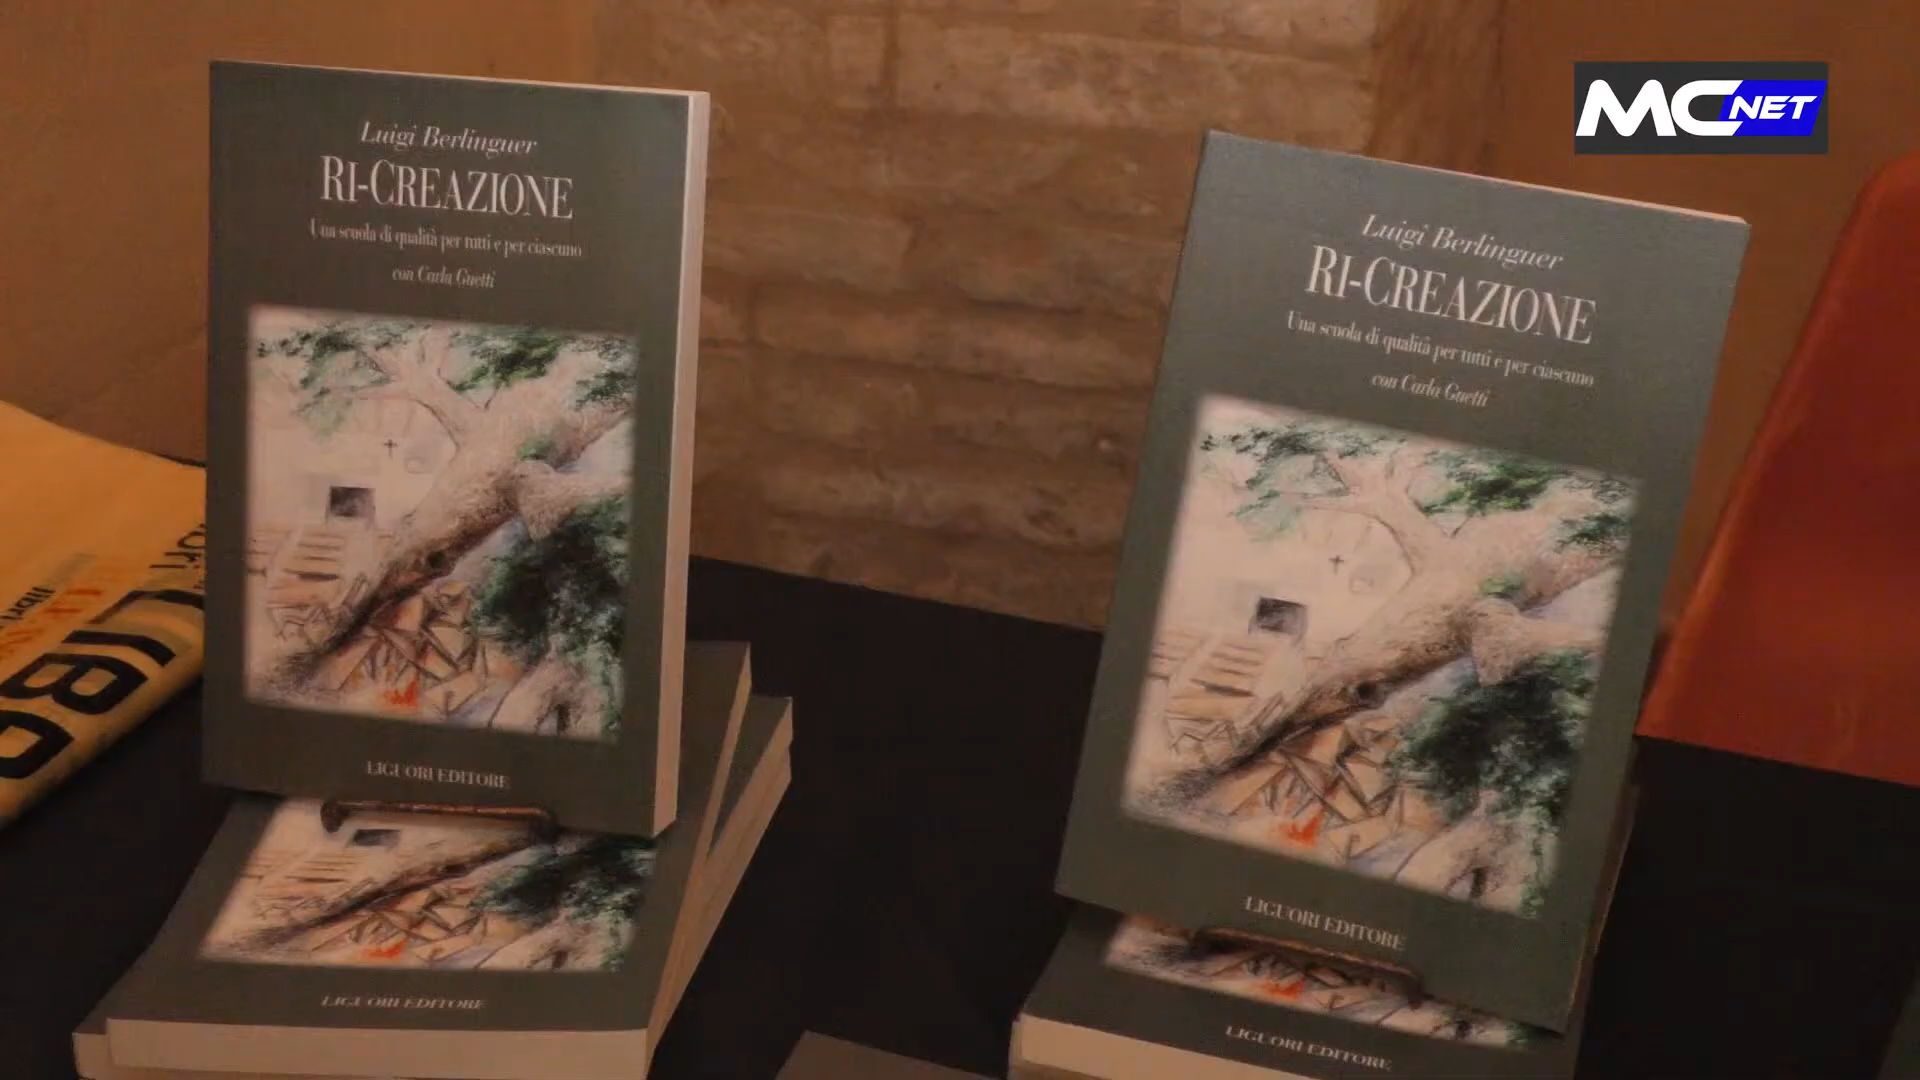 MC NET
Luigi Berlinguer
RI-CREAZIONE
Una scuola di qualità per tutti e per ciascuno
con Carla Guetti
LIGUORI EDITORE
LIGUORI EDITORE
Luigi Berlinguer
RI-CREAZIONE
Una scuola di qualità per tutti e per ciascuno
con Carla Guetti
LIGUORI EDITORE
LIGUORI EDITORE